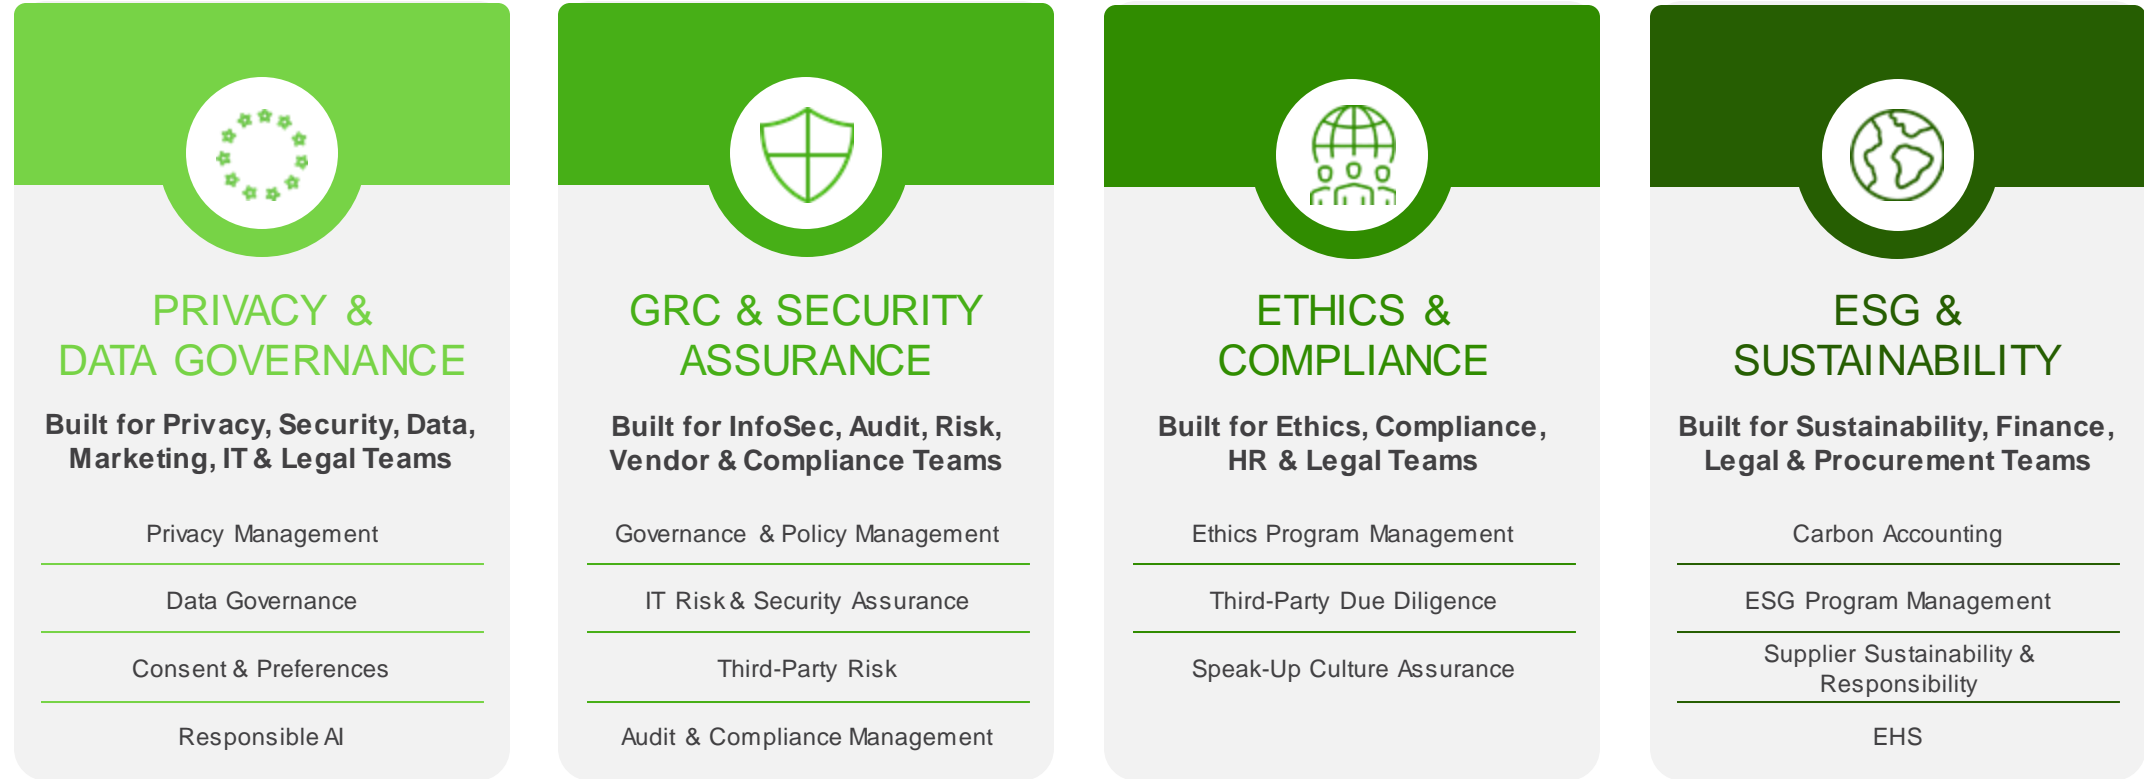 PRIVACY &
DATA GOVERNANCE
Built for Privacy, Security, Data,
Marketing, IT & Legal Teams
Privacy Management
Data Governance
Consent & Preferences
Responsible AI
GRC & SECURITY
ASSURANCE
Built for InfoSec, Audit, Risk,
Vendor & Compliance Teams
Governance & Policy Management
IT Risk & Security Assurance
Third-Party Risk
Audit & Compliance Management
ETHICS &
COMPLIANCE
Built for Ethics, Compliance,
HR & Legal Teams
Ethics Program Management
Third-Party Due Diligence
Speak-Up Culture Assurance
ESG &
SUSTAINABILITY
Built for Sustainability, Finance,
Legal & Procurement Teams
Carbon Accounting
ESG Program Management
Supplier Sustainability &
Responsibility
EHS